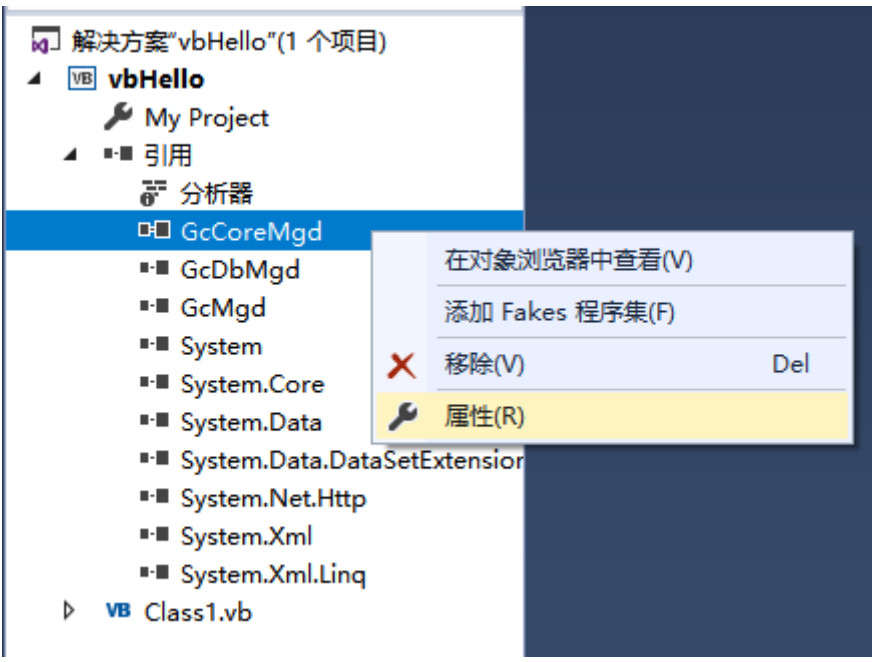 解决方案“vbHello”(1 个项目)
VB vbHello
My Project
引用
分析器
GcCoreMgd
GcDbMgd
GcMgd
System
System.Core
System.Data
System.Data.DataSetExtension
System.Net.Http
System.Xml
System.Xml.Linq
VB Class1.vb
在对象浏览器中查看(V)
添加 Fakes 程序集(F)
移除(V) Del
属性(R)